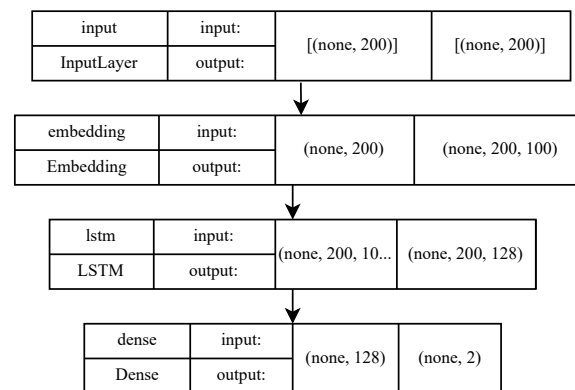 input input: [(none, 200)] [(none, 200)]
InputLayer output:
embedding input: (none, 200) (none, 200, 100)
Embedding output:
lstm input: (none, 200, 10... (none, 200, 128)
LSTM output:
dense input: (none, 128) (none, 2)
Dense output: